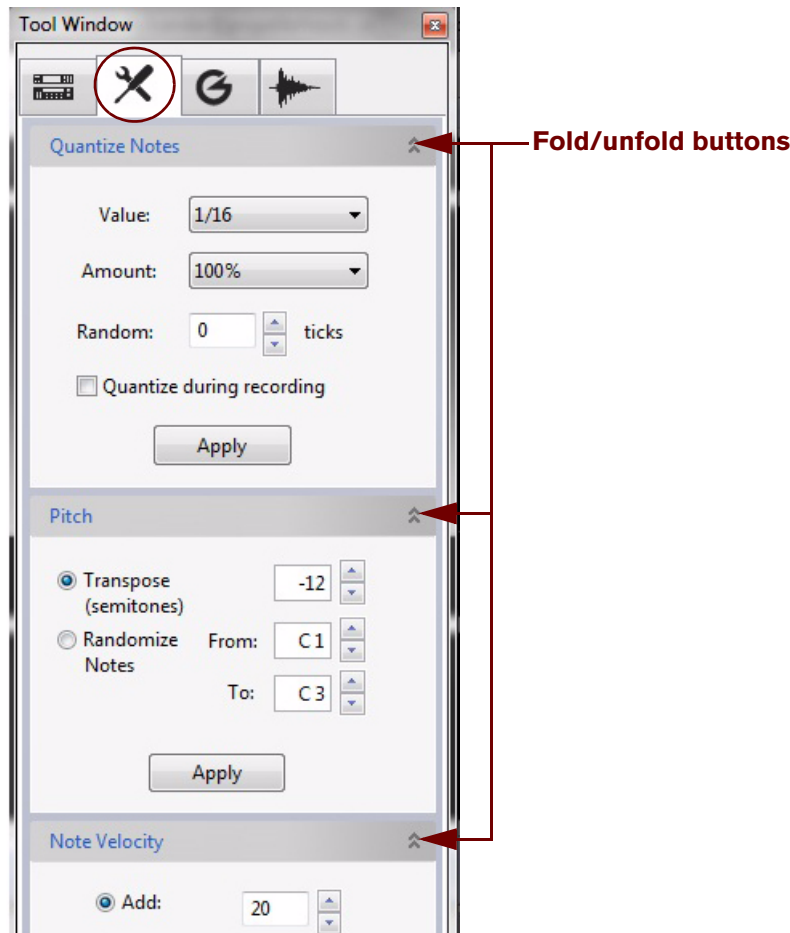 Tool Window
Quantize Notes
Fold/unfold buttons
Value: 1/16
Amount: 100%
Random: 0 ticks
Quantize during recording
Apply
Pitch
Transpose -12
(semitones)
Randomize From: C 1
Notes
To: C 3
Apply
Note Velocity
Add: 20